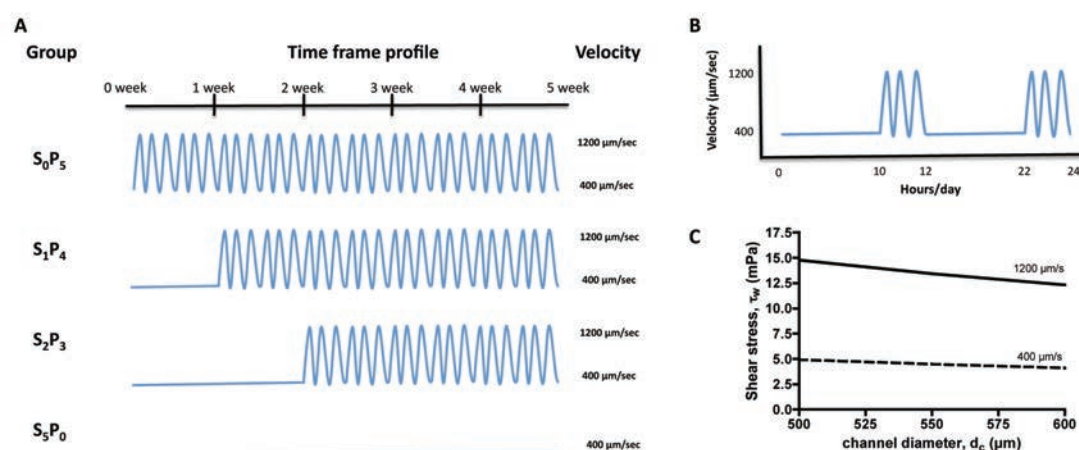 A
Group Time frame profile Velocity
0 week 1 week 2 week 3 week 4 week 5 week
S₀P₅
1200 µm/sec
400 µm/sec
S₁P₄
1200 µm/sec
400 µm/sec
S₂P₃
1200 µm/sec
400 µm/sec
S₅P₀
400 µm/sec
B
Velocity (µm/sec)
1200
400
0 10 12 22 24
Hours/day
C
Shear stress, τw (mPa)
17.5
15.0
12.5
10.0
7.5
5.0
2.5
0.0
1200 µm/s
400 µm/s
500 525 550 575 600
channel diameter, dc (µm)